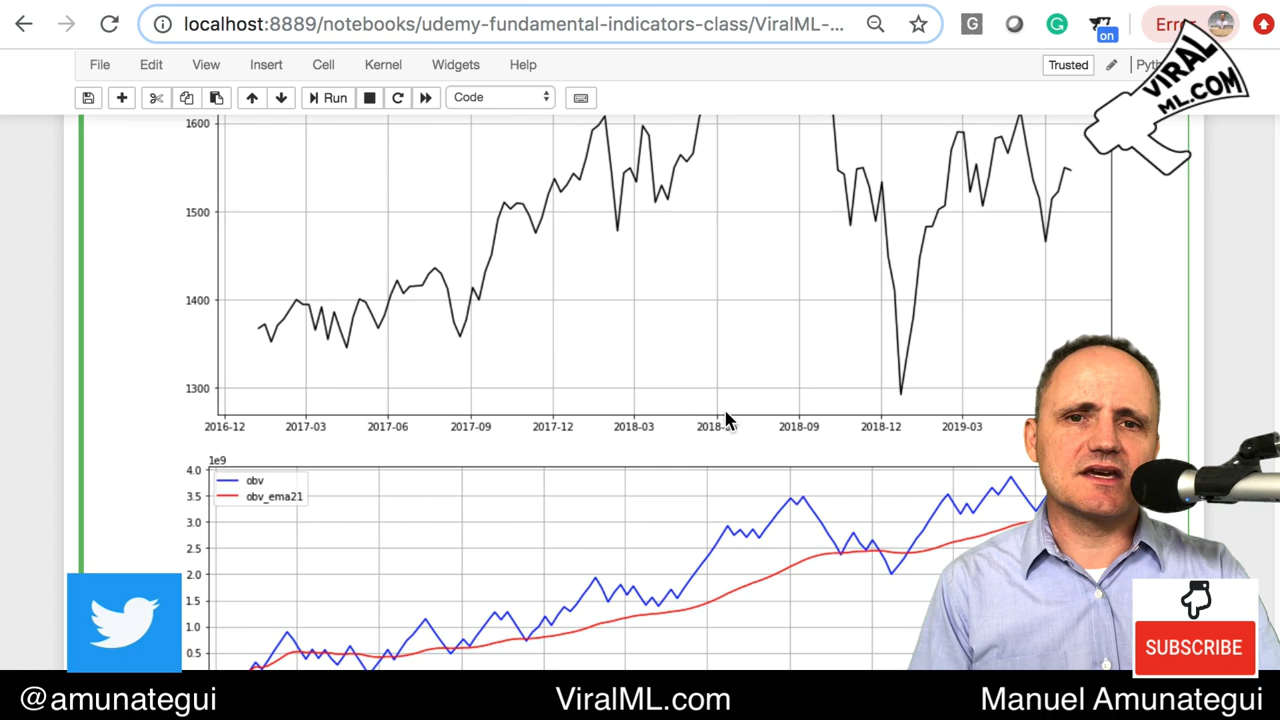 localhost:8889/notebooks/udemy-fundamental-indicators-class/ViralML-...
G
G
on
Error
File Edit View Insert Cell Kernel Widgets Help
Trusted
Run
Code
VIRAL
ML.COM
1600
1500
1400
1300
2016-12 2017-03 2017-06 2017-09 2017-12 2018-03 2018-09 2018-12 2019-03
1e9
4.0
obv
3.5
obv_ema21
3.0
2.5
2.0
1.5
1.0
0.5
SUBSCRIBE
@amunategui ViralML.com Manuel Amunategui